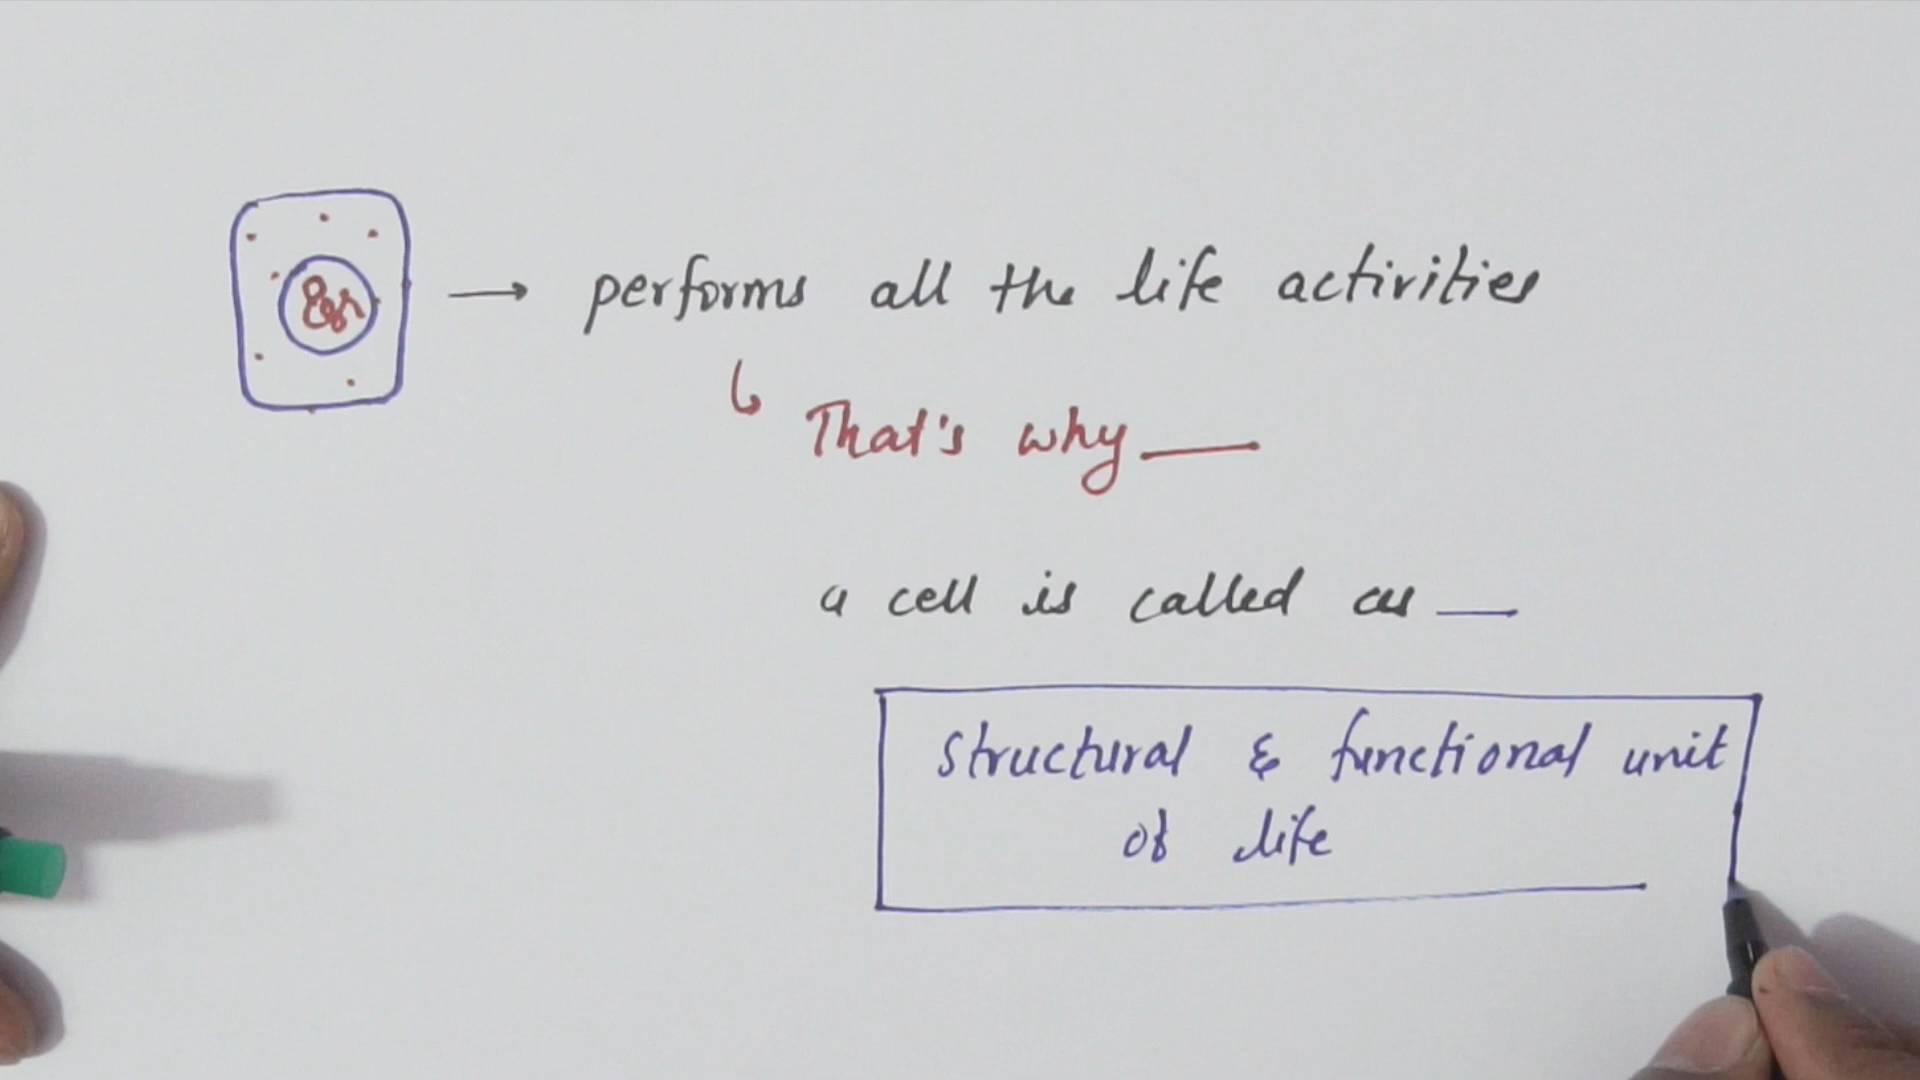 performs all the life activities
That's why
a cell is called as
structural & functional unit
of life